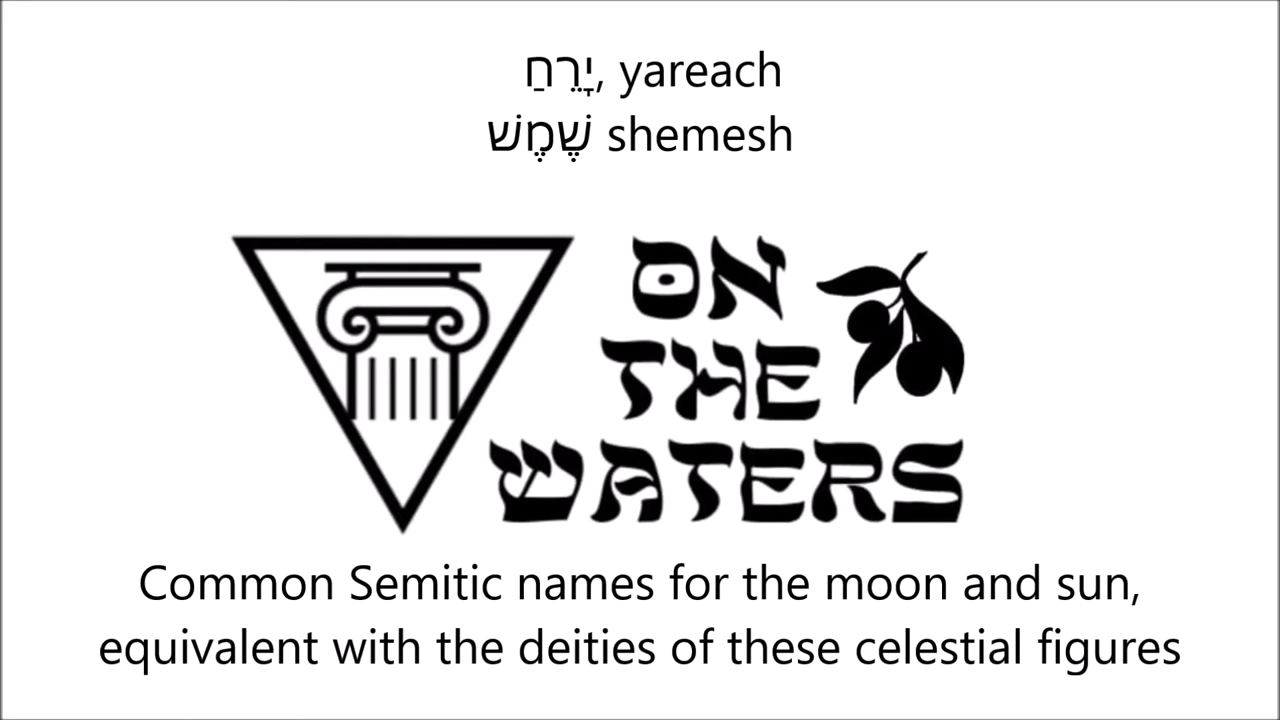 יָרֵחַ, yareach
שֶׁמֶשׁ shemesh
ON
THE
WATERS
Common Semitic names for the moon and sun,
equivalent with the deities of these celestial figures